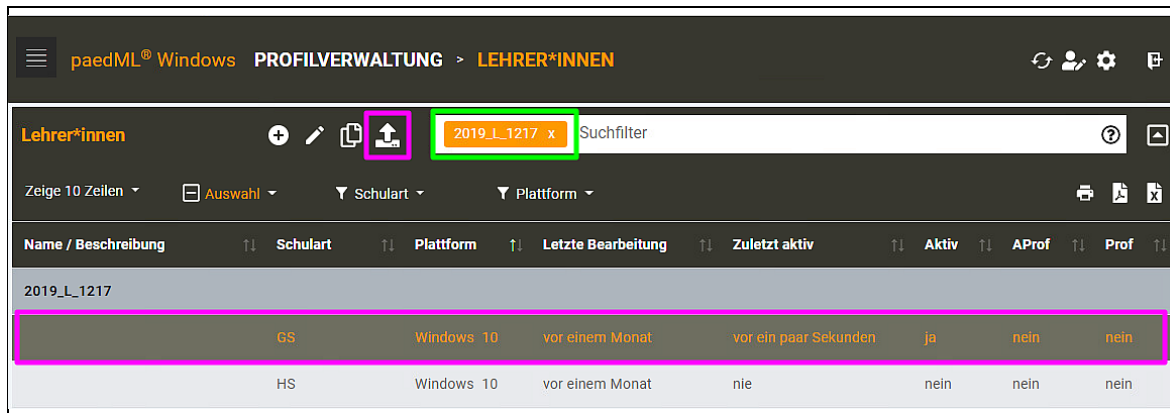 paedML® Windows PROFILVERWALTUNG > LEHRER*INNEN
Lehrer*innen 2019_L_1217 x Suchfilter
Zeige 10 Zeilen Auswahl Schulart Plattform
Name / Beschreibung Schulart Plattform Letzte Bearbeitung Zuletzt aktiv Aktiv AProf Prof
2019_L_1217
GS Windows 10 vor einem Monat vor ein paar Sekunden ja nein nein
HS Windows 10 vor einem Monat nie nein nein nein